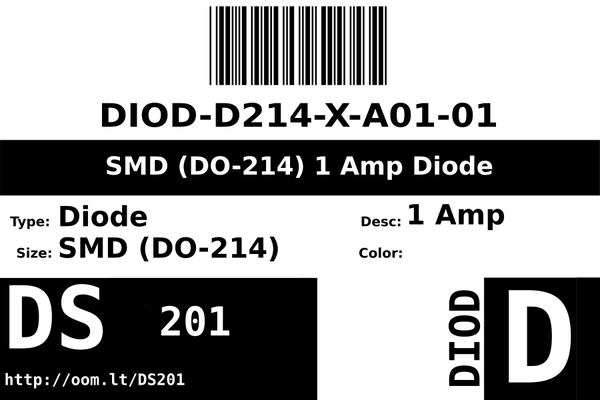 DIOD-D214-X-A01-01
SMD (DO-214) 1 Amp Diode
Type: Diode
Desc: 1 Amp
Size: SMD (DO-214)
Color:
DS 201
http://oom.lt/DS201
DIOD
D